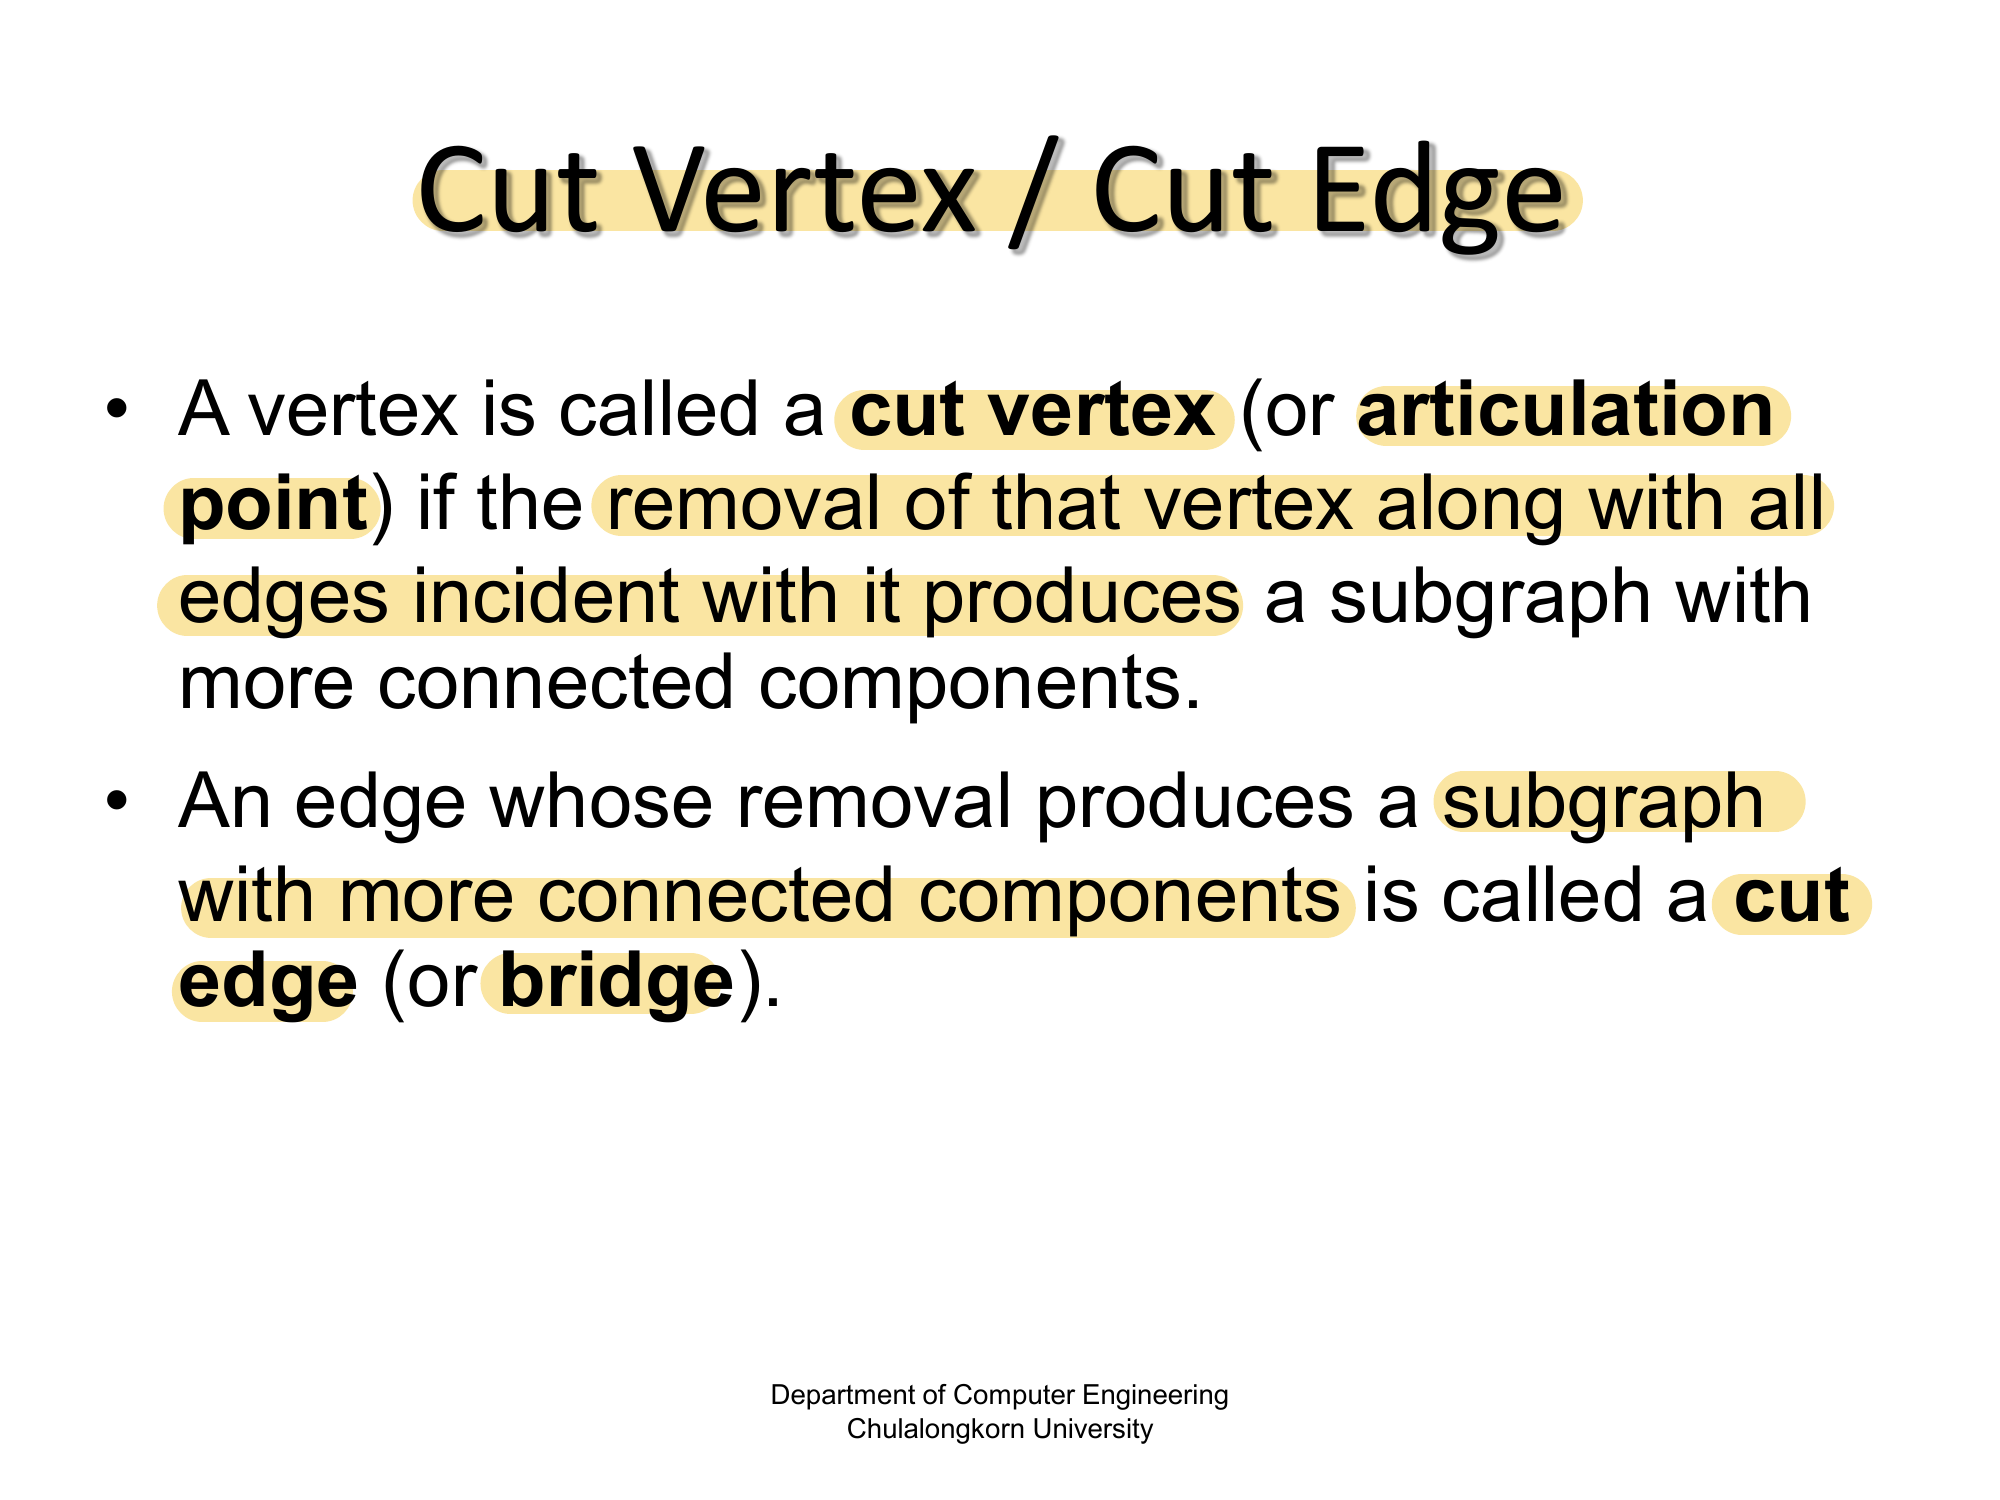 Cut Vertex / Cut Edge
• A vertex is called a cut vertex (or articulation
point) if the removal of that vertex along with all
edges incident with it produces a subgraph with
more connected components.
• An edge whose removal produces a subgraph
with more connected components is called a cut
edge (or bridge).
Department of Computer Engineering
Chulalongkorn University